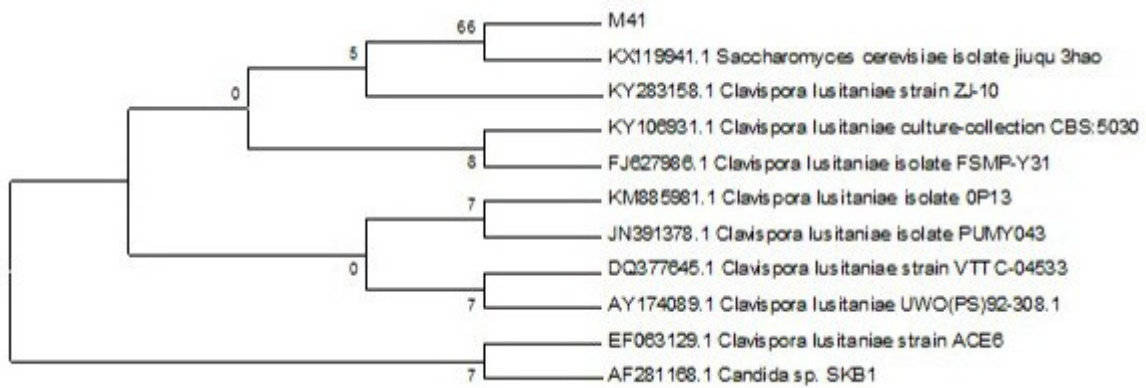 66
M41
5
KX119941.1 Saccharomyces cerevisiae isolate jiuqu 3hao
0
KY283158.1 Clavispora lusitaniae strain ZJ-10
KY106931.1 Clavispora lusitaniae culture-collection CBS:5030
8
FJ627986.1 Clavispora lusitaniae isolate FSMP-Y31
7
KM885981.1 Clavispora lusitaniae isolate 0P13
JN391378.1 Clavispora lusitaniae isolate PUMY043
0
DQ377645.1 Clavispora lusitaniae strain VTT C-04533
7
AY174089.1 Clavispora lusitaniae UWO(PS)92-308.1
EF063129.1 Clavispora lusitaniae strain ACE6
7
AF281168.1 Candida sp. SKB1